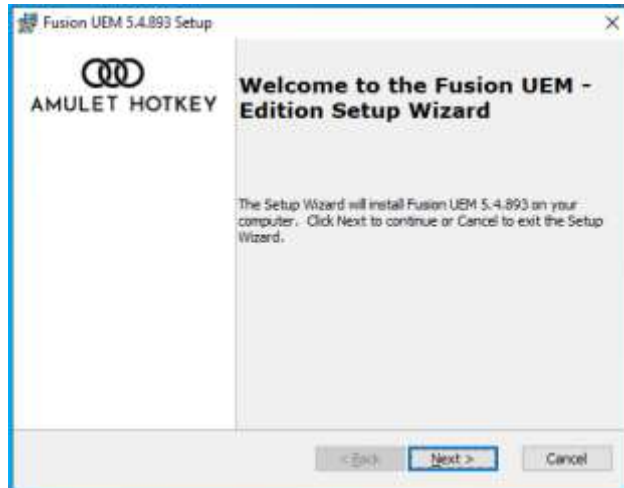 Fusion UEM 5.4.893 Setup
AMULET HOTKEY
Welcome to the Fusion UEM -
Edition Setup Wizard
The Setup Wizard will install Fusion UEM 5.4.893 on your
computer. Click Next to continue or Cancel to exit the Setup
Wizard.
< Back
Next >
Cancel